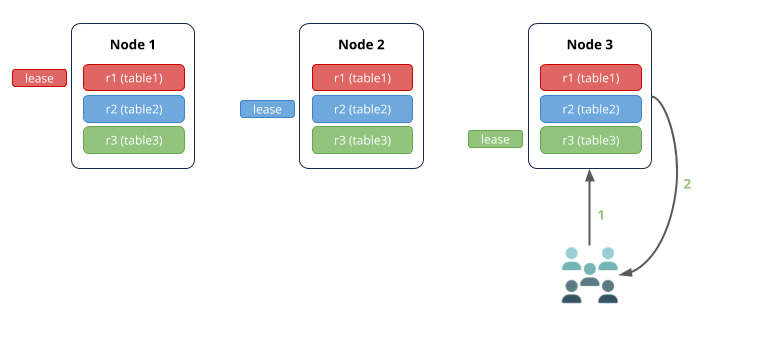 Node 1
lease
r1 (table1)
r2 (table2)
r3 (table3)
Node 2
r1 (table1)
lease
r2 (table2)
r3 (table3)
Node 3
r1 (table1)
r2 (table2)
lease
r3 (table3)
2
1